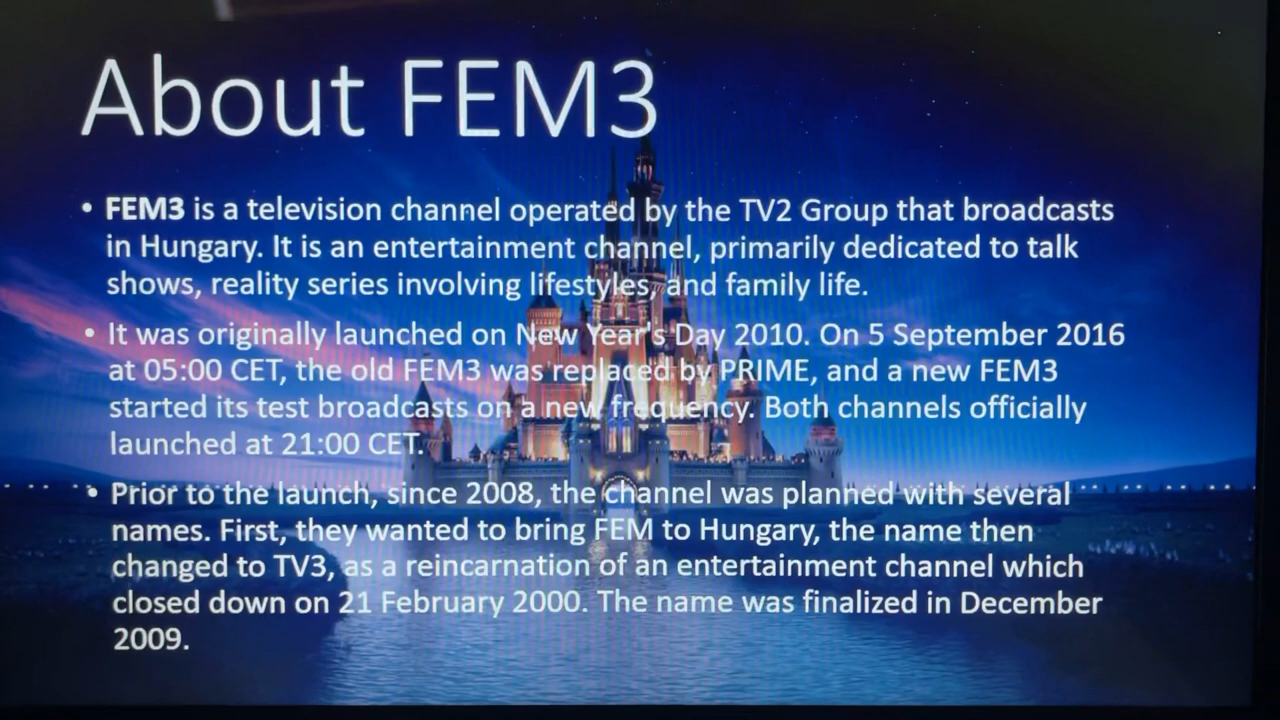 About FEM3
• FEM3 is a television channel operated by the TV2 Group that broadcasts
in Hungary. It is an entertainment channel, primarily dedicated to talk
shows, reality series involving lifestyles, and family life.
• It was originally launched on New Year's Day 2010. On 5 September 2016
at 05:00 CET, the old FEM3 was replaced by PRIME, and a new FEM3
started its test broadcasts on a new frequency. Both channels officially
launched at 21:00 CET.
• Prior to the launch, since 2008, the channel was planned with several
names. First, they wanted to bring FEM to Hungary, the name then
changed to TV3, as a reincarnation of an entertainment channel which
closed down on 21 February 2000. The name was finalized in December
2009.